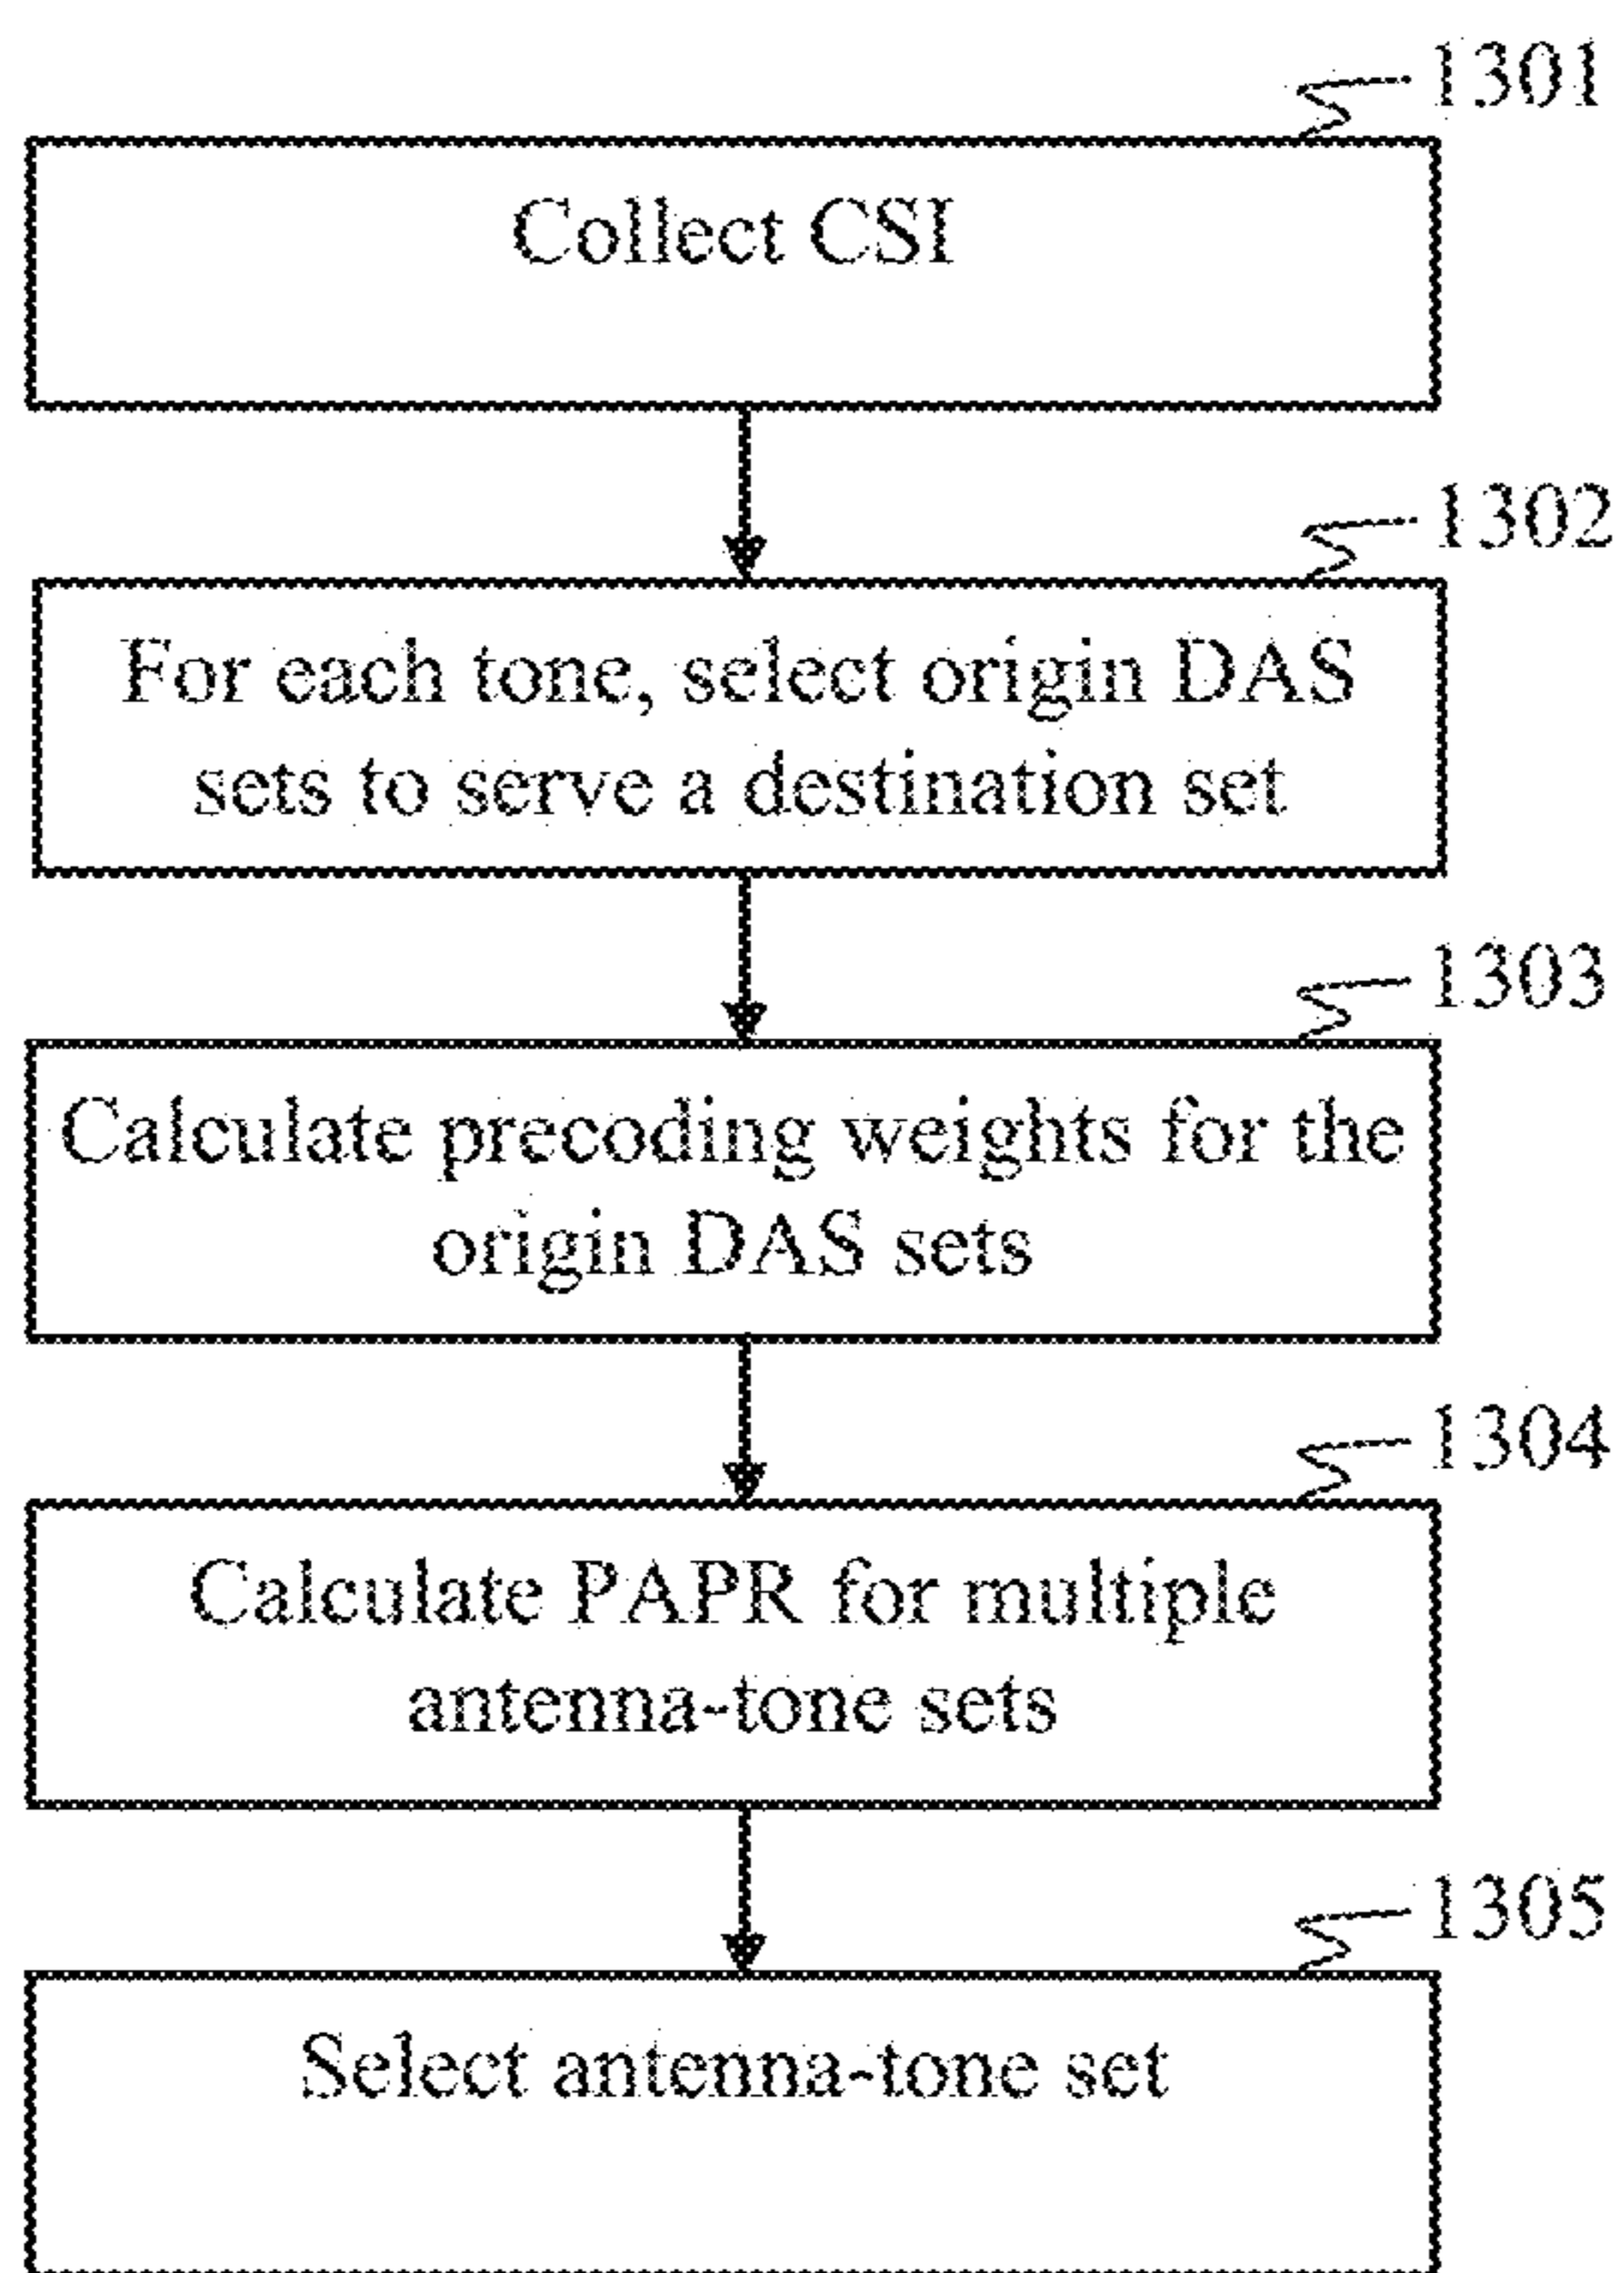 1301
Collect CSI
1302
For each tone, select origin DAS
sets to serve a destination set
1303
Calculate precoding weights for the
origin DAS sets
1304
Calculate PAPR for multiple
antenna-tone sets
1305
Select antenna-tone set